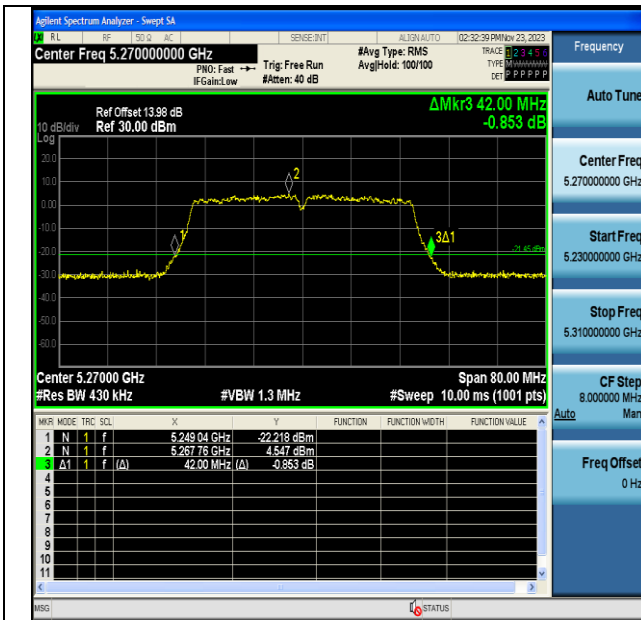 Agilent Spectrum Analyzer - Swept SA
RL RF 50 Ω AC SENSE:INT ALIGN AUTO 02:32:39 PM Nov 23, 2023
Center Freq 5.270000000 GHz
PNO: Fast
IFGain:Low
Trig: Free Run
#Atten: 40 dB
#Avg Type: RMS
Avg|Hold: 100/100
TRACE 1 2 3 4 5 6
TYPE M
DET P P P P P P
Ref Offset 13.98 dB
10 dB/div Ref 30.00 dBm
Log
ΔMkr3 42.00 MHz
-0.853 dB
20.0
10.0
0.00
-10.0
-20.0
-30.0
-40.0
-50.0
-60.0
1
2
3Δ1
-21.45 dBm
Center 5.27000 GHz Span 80.00 MHz
#Res BW 430 kHz #VBW 1.3 MHz #Sweep 10.00 ms (1001 pts)
MKR MODE TRC SCL X Y FUNCTION FUNCTION WIDTH FUNCTION VALUE
1 N 1 f 5.249 04 GHz -22.218 dBm
2 N 1 f 5.267 76 GHz 4.547 dBm
3 Δ1 1 f (Δ) 42.00 MHz (Δ) -0.853 dB
4
5
6
7
8
9
10
11
MSG STATUS
Frequency
Auto Tune
Center Freq
5.270000000 GHz
Start Freq
5.230000000 GHz
Stop Freq
5.310000000 GHz
CF Step
8.000000 MHz
Auto Man
Freq Offset
0 Hz